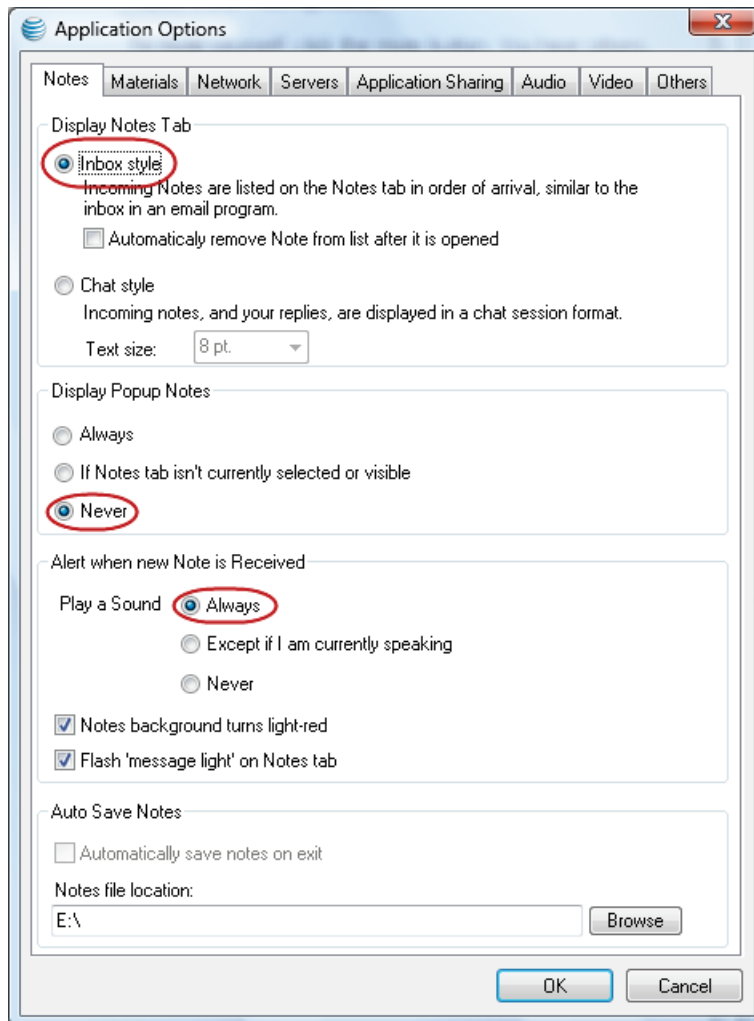 Application Options
Notes Materials Network Servers Application Sharing Audio Video Others
Display Notes Tab
Inbox style
Incoming Notes are listed on the Notes tab in order of arrival, similar to the
inbox in an email program.
Automaticaly remove Note from list after it is opened
Chat style
Incoming notes, and your replies, are displayed in a chat session format.
Text size: 8 pt.
Display Popup Notes
Always
If Notes tab isn't currently selected or visible
Never
Alert when new Note is Received
Play a Sound Always
Except if I am currently speaking
Never
Notes background turns light-red
Flash 'message light' on Notes tab
Auto Save Notes
Automatically save notes on exit
Notes file location:
E:\ Browse
OK Cancel